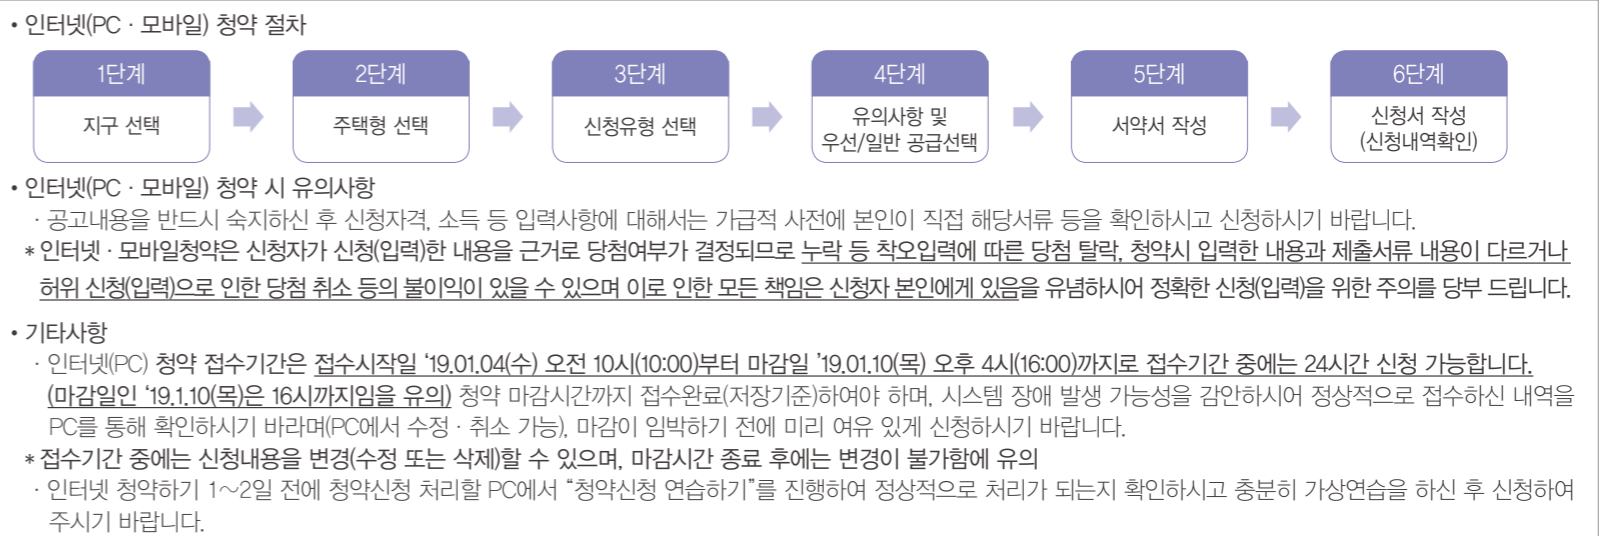 • 인터넷(PC · 모바일) 청약 절차
1단계
지구 선택
2단계
주택형 선택
3단계
신청유형 선택
4단계
유의사항 및
우선/일반 공급선택
5단계
서약서 작성
6단계
신청서 작성
(신청내역확인)
• 인터넷(PC · 모바일) 청약 시 유의사항
· 공고내용을 반드시 숙지하신 후 신청자격, 소득 등 입력사항에 대해서는 가급적 사전에 본인이 직접 해당서류 등을 확인하시고 신청하시기 바랍니다.
* 인터넷 · 모바일청약은 신청자가 신청(입력)한 내용을 근거로 당첨여부가 결정되므로 누락 등 착오입력에 따른 당첨 탈락, 청약시 입력한 내용과 제출서류 내용이 다르거나
허위 신청(입력)으로 인한 당첨 취소 등의 불이익이 있을 수 있으며 이로 인한 모든 책임은 신청자 본인에게 있음을 유념하시어 정확한 신청(입력)을 위한 주의를 당부 드립니다.
• 기타사항
· 인터넷(PC) 청약 접수기간은 접수시작일 ‘19.01.04(수) 오전 10시(10:00)부터 마감일 ’19.01.10(목) 오후 4시(16:00)까지로 접수기간 중에는 24시간 신청 가능합니다.
(마감일인 ‘19.1.10(목)은 16시까지임을 유의) 청약 마감시간까지 접수완료(저장기준)하여야 하며, 시스템 장애 발생 가능성을 감안하시어 정상적으로 접수하신 내역을
PC를 통해 확인하시기 바라며(PC에서 수정 · 취소 가능), 마감이 임박하기 전에 미리 여유 있게 신청하시기 바랍니다.
* 접수기간 중에는 신청내용을 변경(수정 또는 삭제)할 수 있으며, 마감시간 종료 후에는 변경이 불가함에 유의
· 인터넷 청약하기 1~2일 전에 청약신청 처리할 PC에서 “청약신청 연습하기”를 진행하여 정상적으로 처리가 되는지 확인하시고 충분히 가상연습을 하신 후 신청하여
주시기 바랍니다.